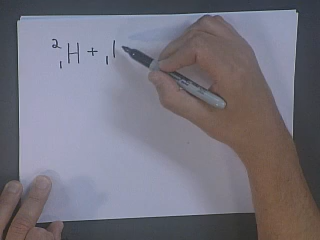 ²₁H + ₁